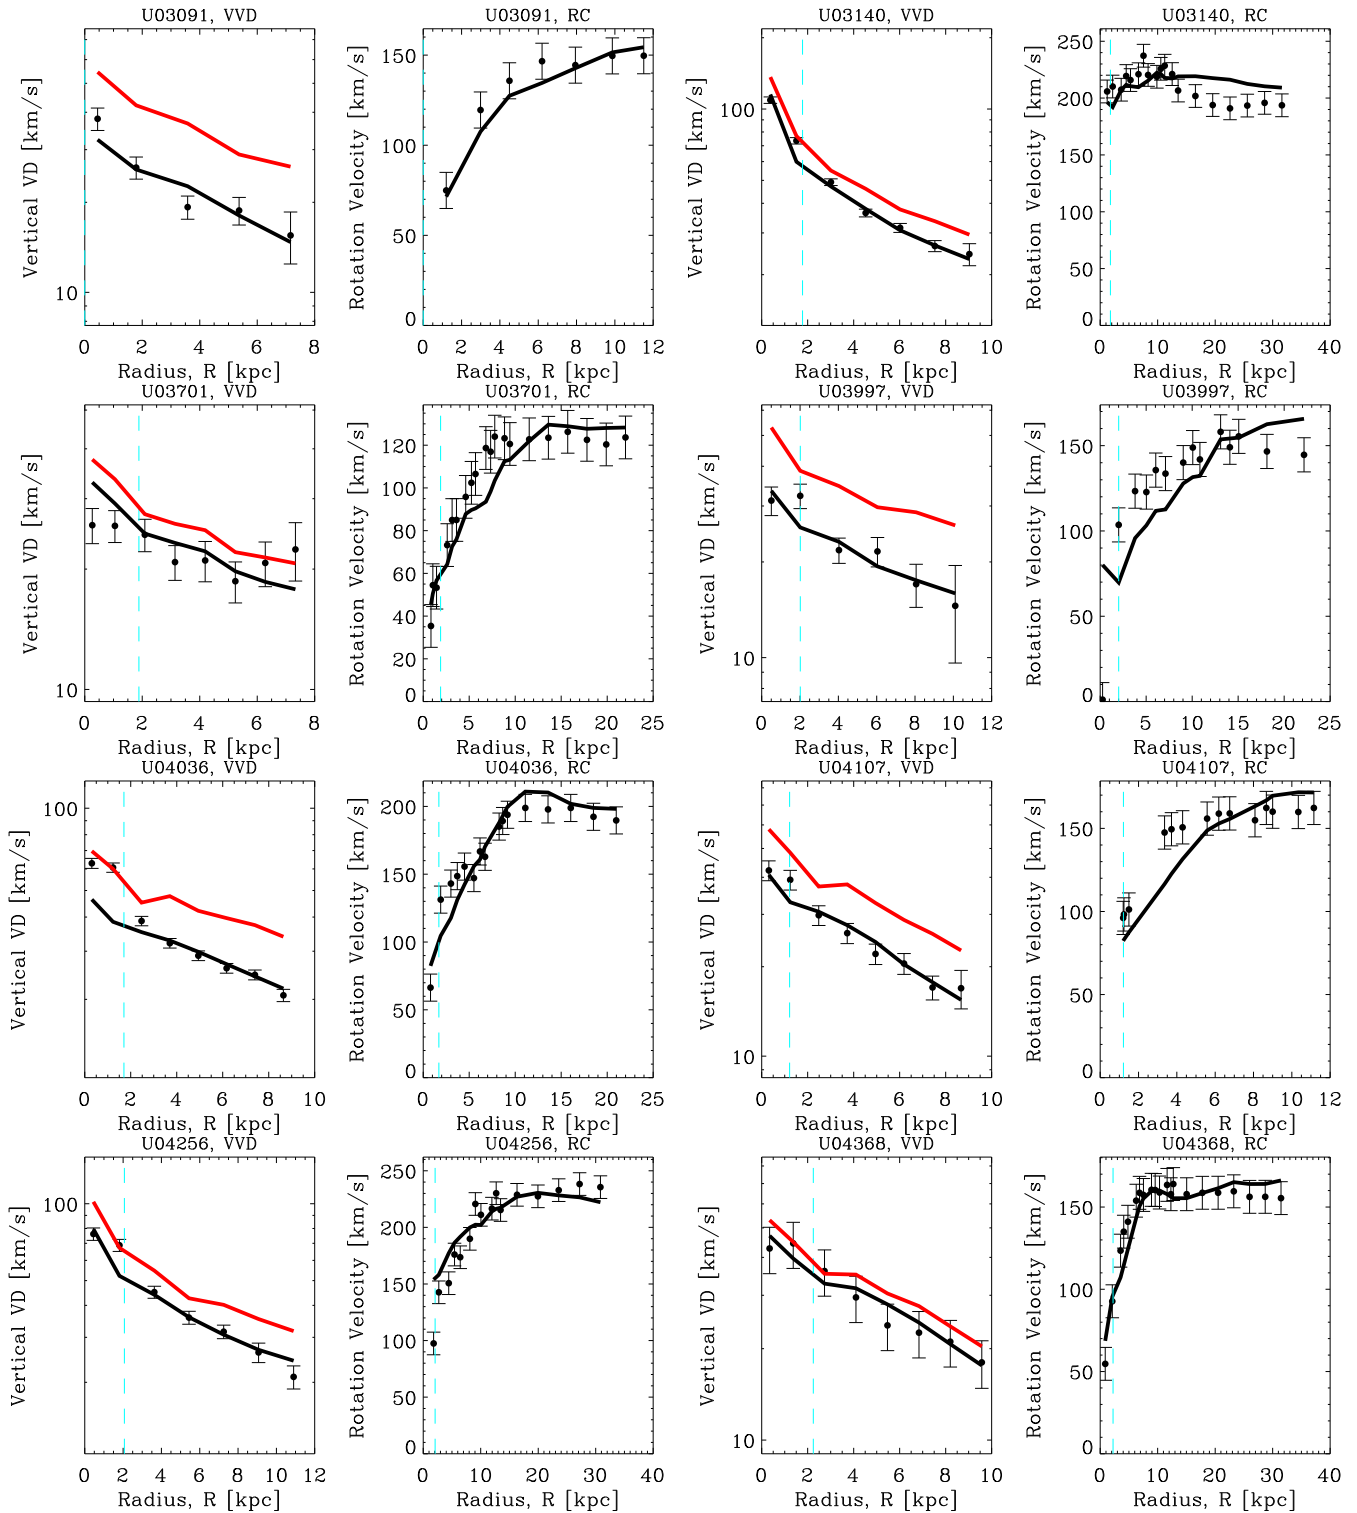 U03091, VVD
Vertical VD [km/s]
10
0 2 4 6 8
Radius, R [kpc]
U03091, RC
Rotation Velocity [km/s]
150
100
50
0
0 2 4 6 8 10 12
Radius, R [kpc]
U03140, VVD
Vertical VD [km/s]
100
0 2 4 6 8 10
Radius, R [kpc]
U03140, RC
Rotation Velocity [km/s]
250
200
150
100
50
0
0 10 20 30 40
Radius, R [kpc]
U03701, VVD
Vertical VD [km/s]
10
0 2 4 6 8
Radius, R [kpc]
U03701, RC
Rotation Velocity [km/s]
120
100
80
60
40
20
0
0 5 10 15 20 25
Radius, R [kpc]
U03997, VVD
Vertical VD [km/s]
10
0 2 4 6 8 10 12
Radius, R [kpc]
U03997, RC
Rotation Velocity [km/s]
150
100
50
0
0 5 10 15 20 25
Radius, R [kpc]
U04036, VVD
Vertical VD [km/s]
100
0 2 4 6 8 10
Radius, R [kpc]
U04036, RC
Rotation Velocity [km/s]
200
150
100
50
0
0 5 10 15 20 25
Radius, R [kpc]
U04107, VVD
Vertical VD [km/s]
10
0 2 4 6 8 10
Radius, R [kpc]
U04107, RC
Rotation Velocity [km/s]
150
100
50
0
0 2 4 6 8 10 12
Radius, R [kpc]
U04256, VVD
Vertical VD [km/s]
100
0 2 4 6 8 10 12
Radius, R [kpc]
U04256, RC
Rotation Velocity [km/s]
250
200
150
100
50
0
0 10 20 30 40
Radius, R [kpc]
U04368, VVD
Vertical VD [km/s]
10
0 2 4 6 8 10
Radius, R [kpc]
U04368, RC
Rotation Velocity [km/s]
150
100
50
0
0 10 20 30 40
Radius, R [kpc]